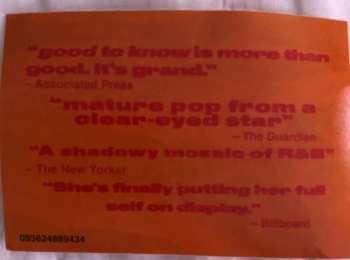 "good to know is more than
good. It's grand."
– Associated Press
"mature pop from a
clear-eyed star"
– The Guardian
"A shadowy mosaic of R&B"
– The New Yorker
"She's finally putting her full
self on display."
– Billboard
093624889434